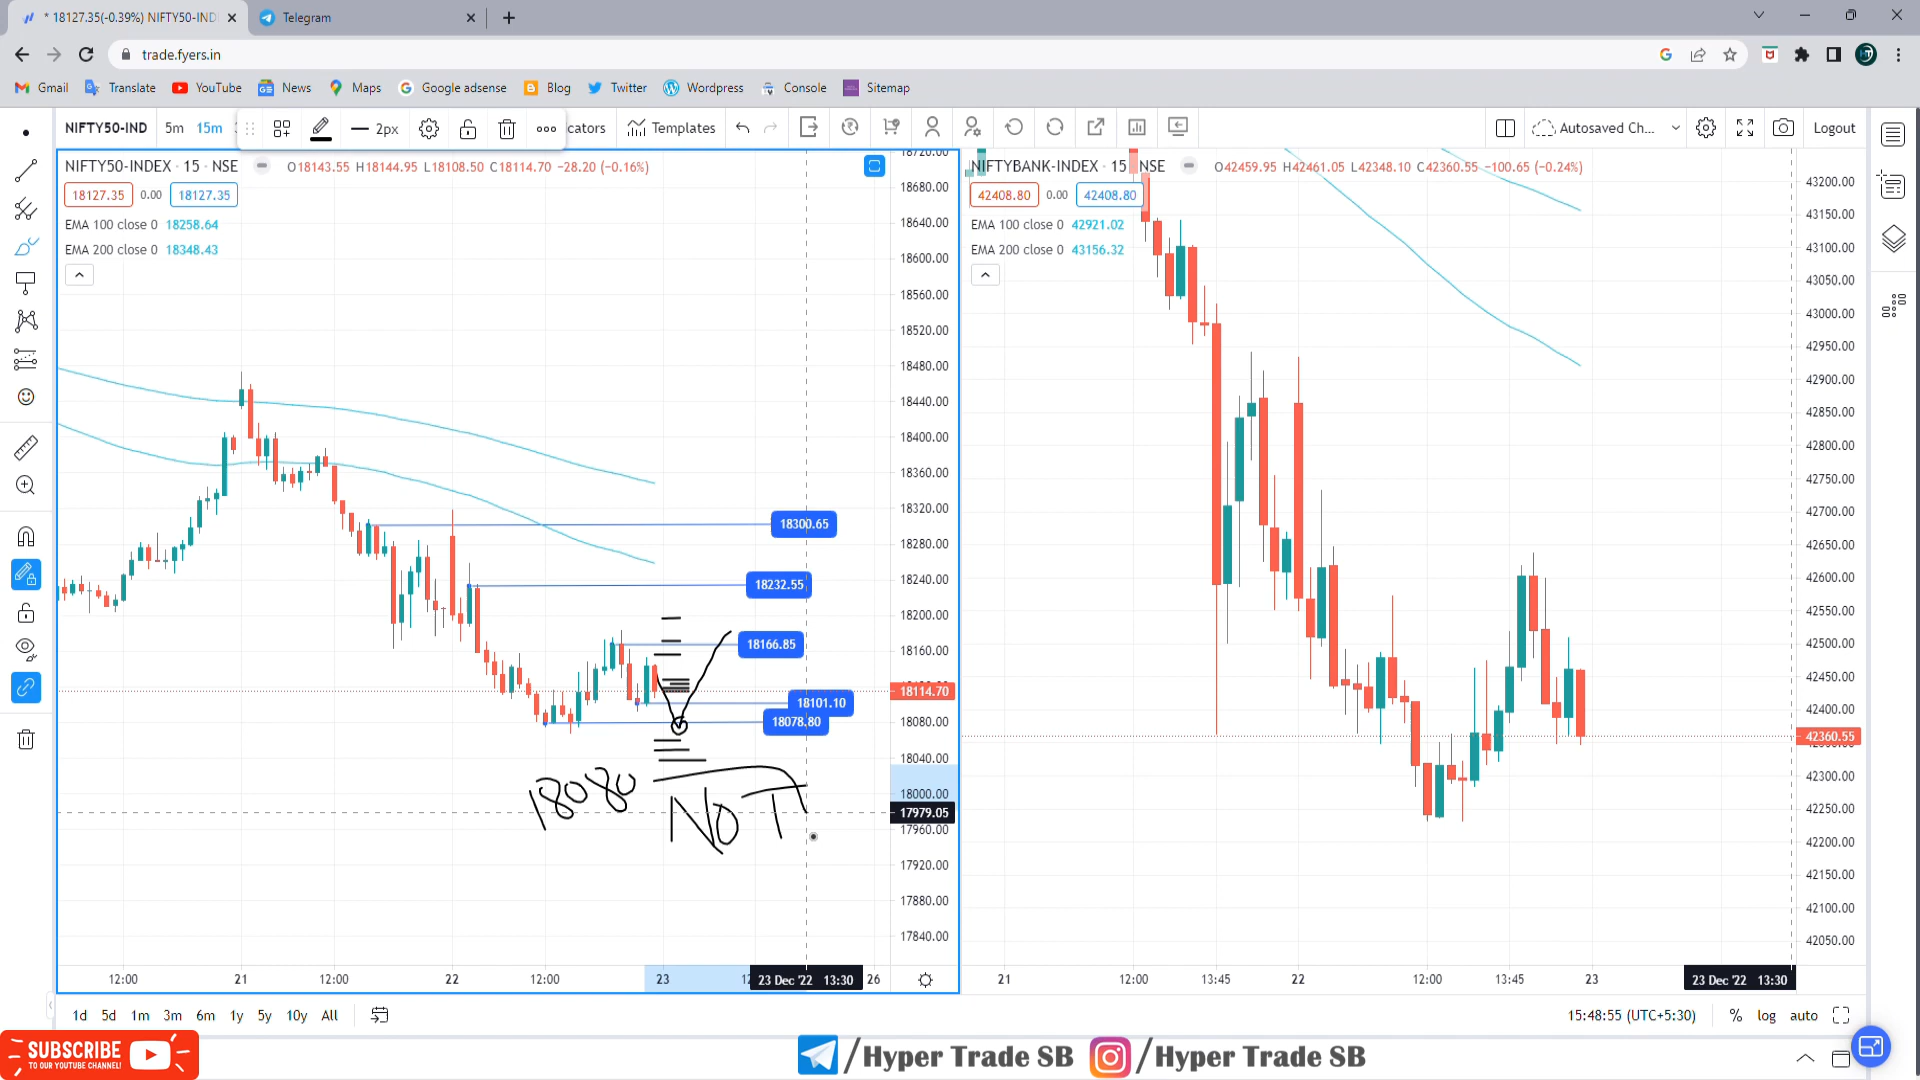 * 18127.35(-0.39%) NIFTY50-IND
Telegram
trade.fyers.in
Gmail Translate YouTube News Maps Google adsense Blog Twitter Wordpress Console Sitemap
NIFTY50-IND 5m 15m 2px cators Templates Autosaved Ch... Logout
NIFTY50-INDEX · 15 · NSE O18143.55 H18144.95 L18108.50 C18114.70 −28.20 (−0.16%)
18127.35 0.00 18127.35
EMA 100 close 0 18258.64
EMA 200 close 0 18348.43
18720.00
18680.00
18640.00
18600.00
18560.00
18520.00
18480.00
18440.00
18400.00
18360.00
18320.00
18280.00
18240.00
18200.00
18160.00
18114.70
18080.00
18040.00
18000.00
17979.05
17960.00
17920.00
17880.00
17840.00
18300.65
18232.55
18166.85
18101.10
18078.80
18080
NOT
12:00 21 12:00 22 12:00 23 23 Dec '22 13:30 26
NIFTYBANK-INDEX · 15 NSE O42459.95 H42461.05 L42348.10 C42360.55 −100.65 (−0.24%)
42408.80 0.00 42408.80
EMA 100 close 0 42921.02
EMA 200 close 0 43156.32
43200.00
43150.00
43100.00
43050.00
43000.00
42950.00
42900.00
42850.00
42800.00
42750.00
42700.00
42650.00
42600.00
42550.00
42500.00
42450.00
42400.00
42360.55
42300.00
42250.00
42200.00
42150.00
42100.00
42050.00
21 12:00 13:45 22 12:00 13:45 23 23 Dec '22 13:30
1d 5d 1m 3m 6m 1y 5y 10y All
15:48:55 (UTC+5:30) % log auto
SUBSCRIBE
TO OUR YOUTUBE CHANNEL!
/Hyper Trade SB /Hyper Trade SB